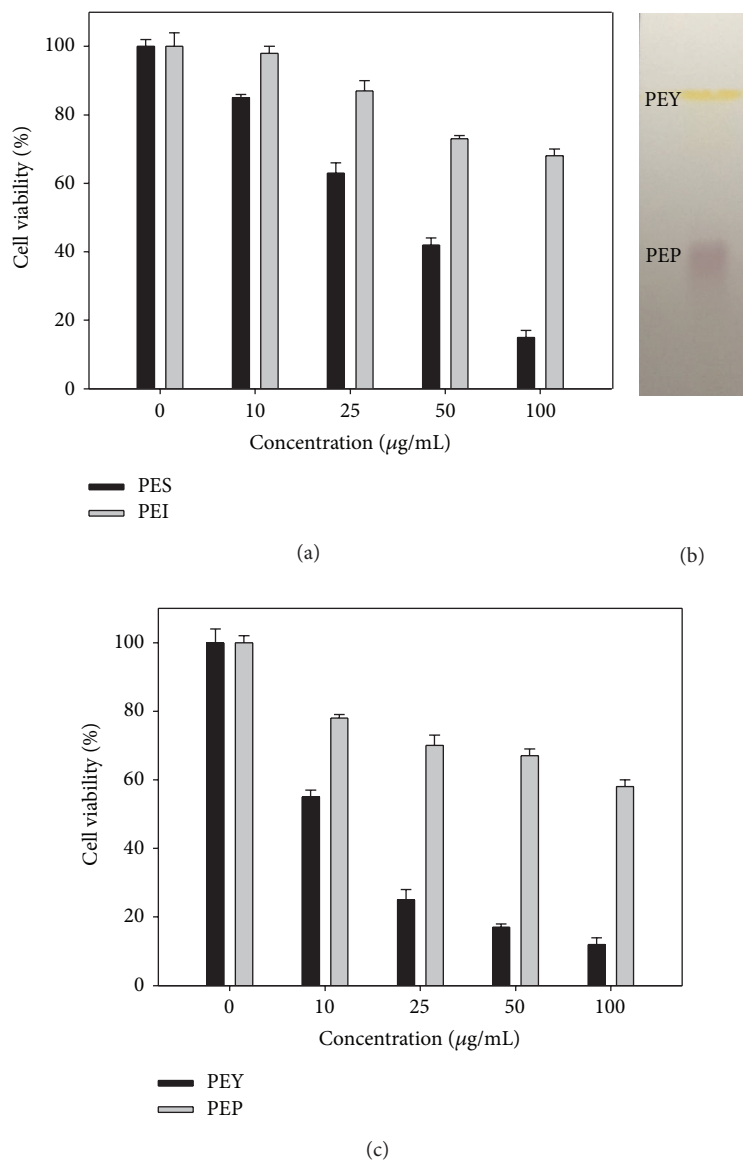 100
80
60
40
20
0
Cell viability (%)
0 10 25 50 100
Concentration (μg/mL)
PES
PEI
(a)
PEY
PEP
(b)
100
80
60
40
20
0
Cell viability (%)
0 10 25 50 100
Concentration (μg/mL)
PEY
PEP
(c)